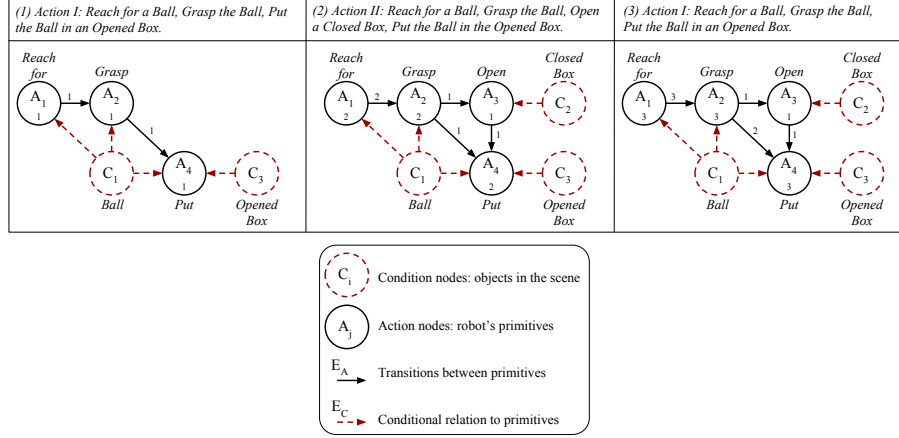 (1) Action I: Reach for a Ball, Grasp the Ball, Put
the Ball in an Opened Box.
Reach
for
Grasp
A1
1
1
A2
1
1
C1
Ball
A4
1
Put
C3
Opened
Box
(2) Action II: Reach for a Ball, Grasp the Ball, Open
a Closed Box, Put the Ball in the Opened Box.
Reach
for
Grasp
Open
Closed
Box
A1
2
2
A2
2
1
A3
1
C2
1
1
C1
Ball
A4
2
Put
C3
Opened
Box
(3) Action I: Reach for a Ball, Grasp the Ball,
Put the Ball in an Opened Box.
Reach
for
Grasp
Open
Closed
Box
A1
3
3
A2
3
1
A3
1
C2
2
1
C1
Ball
A4
3
Put
C3
Opened
Box
Ci
Condition nodes: objects in the scene
Aj
Action nodes: robot's primitives
EA
Transitions between primitives
EC
Conditional relation to primitives